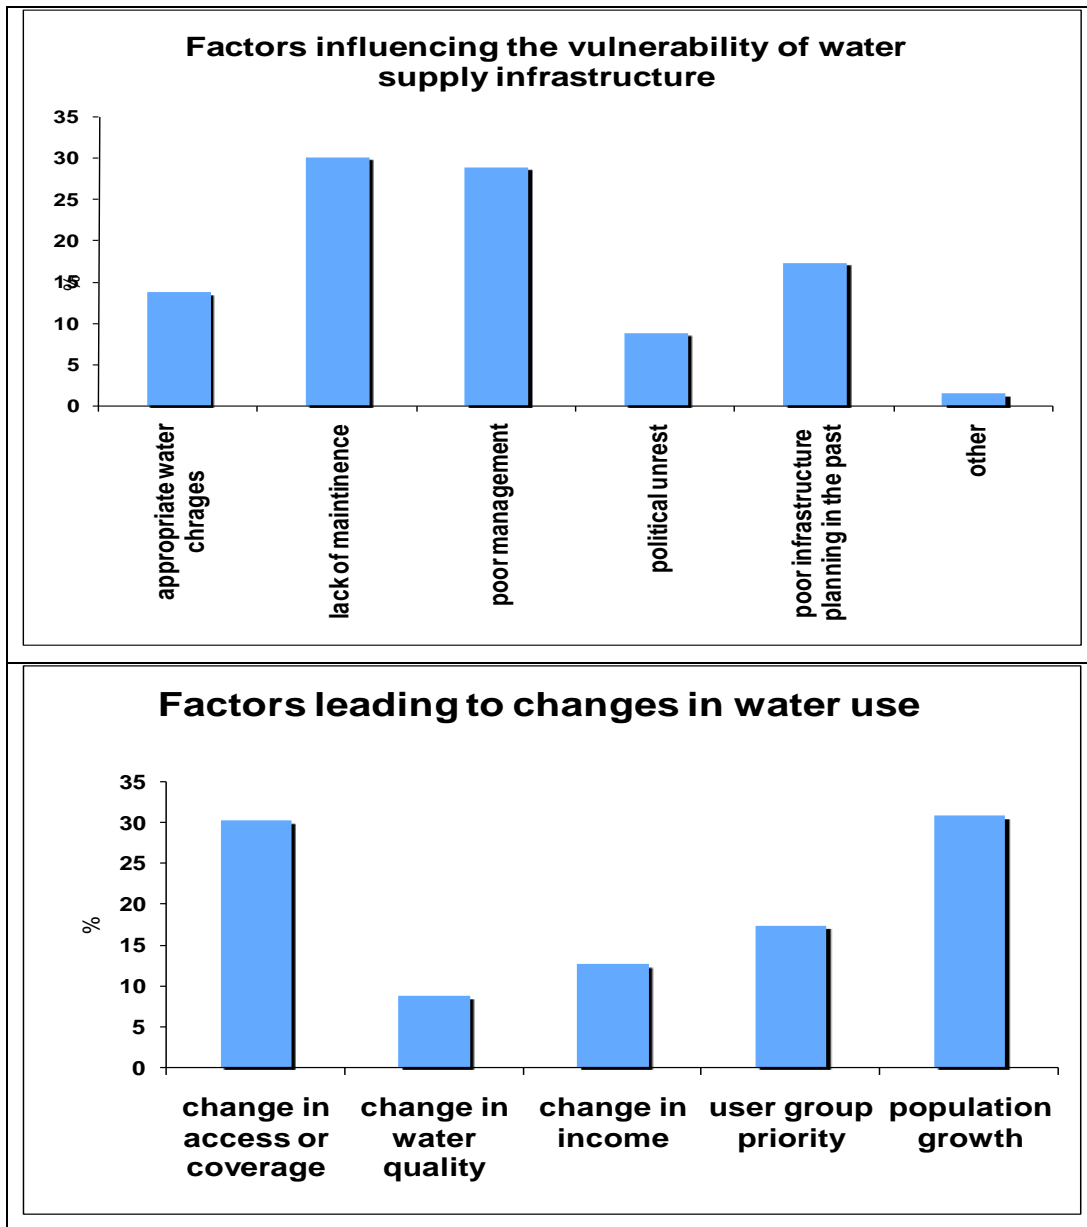 Factors influencing the vulnerability of water
supply infrastructure
35
30
25
20
15
%
10
5
0
appropriate water
chrages
lack of maintinence
poor management
political unrest
poor infrastructure
planning in the past
other
Factors leading to changes in water use
35
30
25
20
%
15
10
5
0
change in
access or
coverage
change in
water
quality
change in
income
user group
priority
population
growth